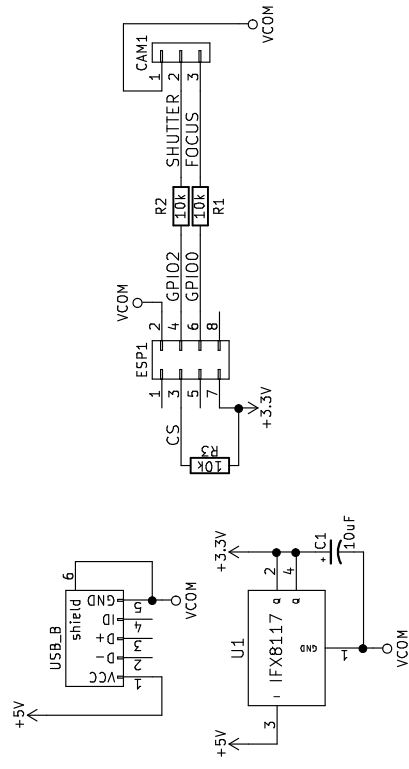 +5V
USB_B
shield
VCC
D-
D+
ID
GND
1
2
3
4
5
6
VCOM
+5V
U1
IFX8117
I
Q
Q
GND
3
2
4
1
+3.3V
C1
+
10uF
VCOM
CS
R3
10k
+3.3V
ESP1
1
3
5
7
2
4
6
8
VCOM
GPIO2
GPIO0
R2
10k
10k
R1
SHUTTER
FOCUS
CAM1
1
2
3
VCOM